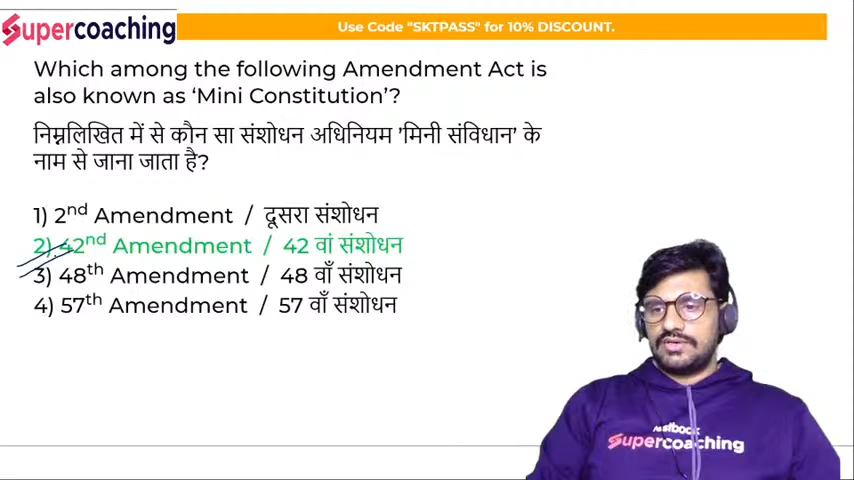 Supercoaching
Use Code "SKTPASS" for 10% DISCOUNT.
Which among the following Amendment Act is
also known as ‘Mini Constitution’?
निम्नलिखित में से कौन सा संशोधन अधिनियम 'मिनी संविधान' के
नाम से जाना जाता है?
1) 2nd Amendment / दूसरा संशोधन
2) 42nd Amendment / 42 वां संशोधन
3) 48th Amendment / 48 वाँ संशोधन
4) 57th Amendment / 57 वाँ संशोधन
testbook
Supercoaching